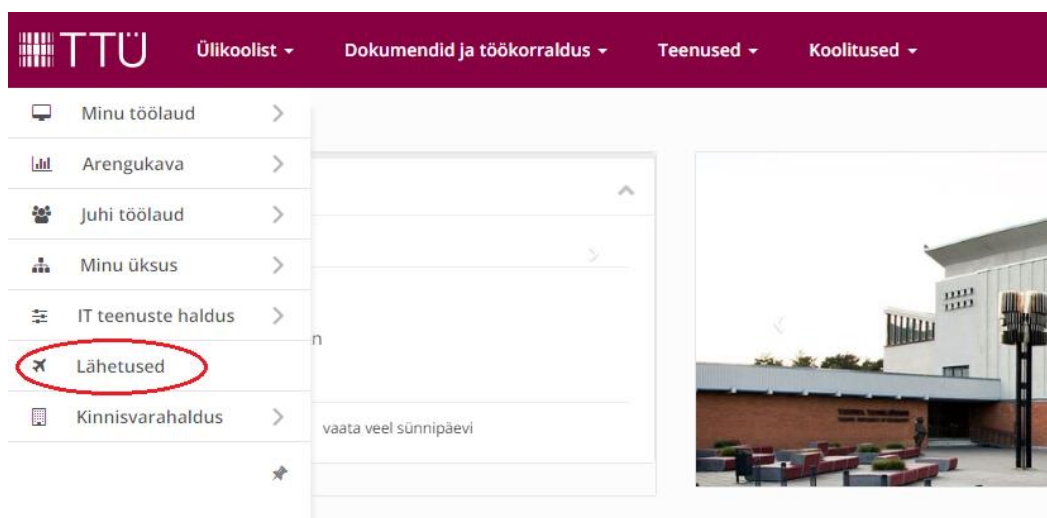 TTÜ Ülikoolist Dokumendid ja töökorraldus Teenused Koolitused
Minu töölaud
Arengukava
Juhi töölaud
Minu üksus
IT teenuste haldus
n
Lähetused
Kinnisvarahaldus
vaata veel sünnipäevi